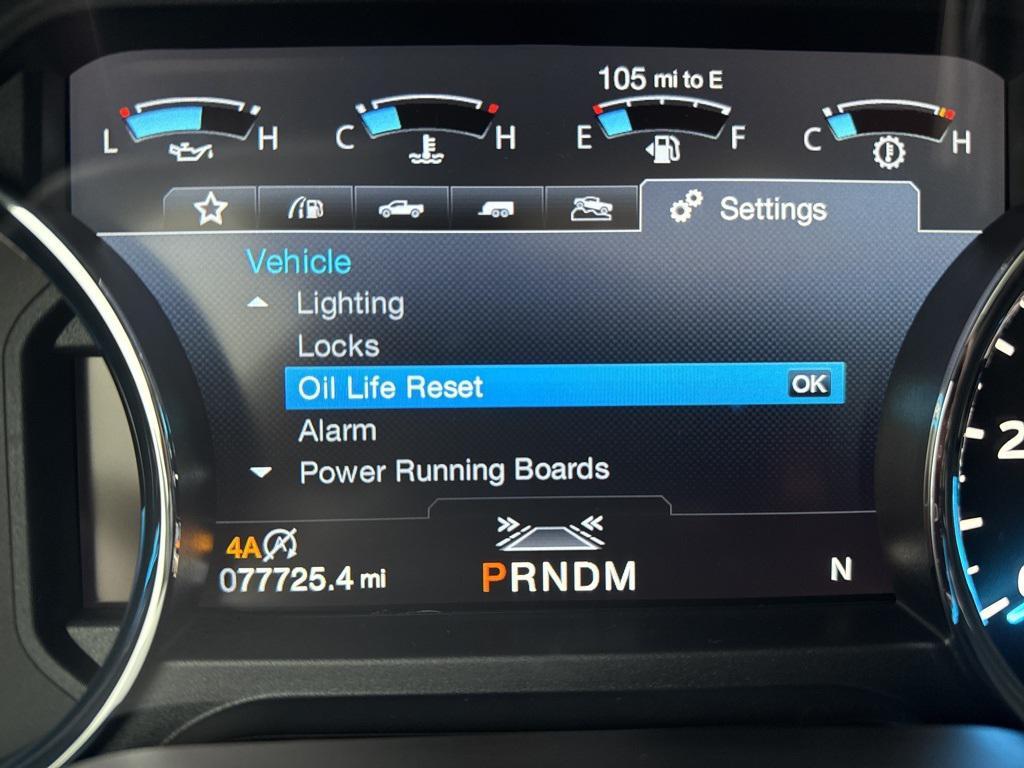 105 mi to E
L H C H E F C H
Settings
Vehicle
Lighting
Locks
Oil Life Reset OK
Alarm
Power Running Boards
4A
077725.4 mi PRNDM N
2